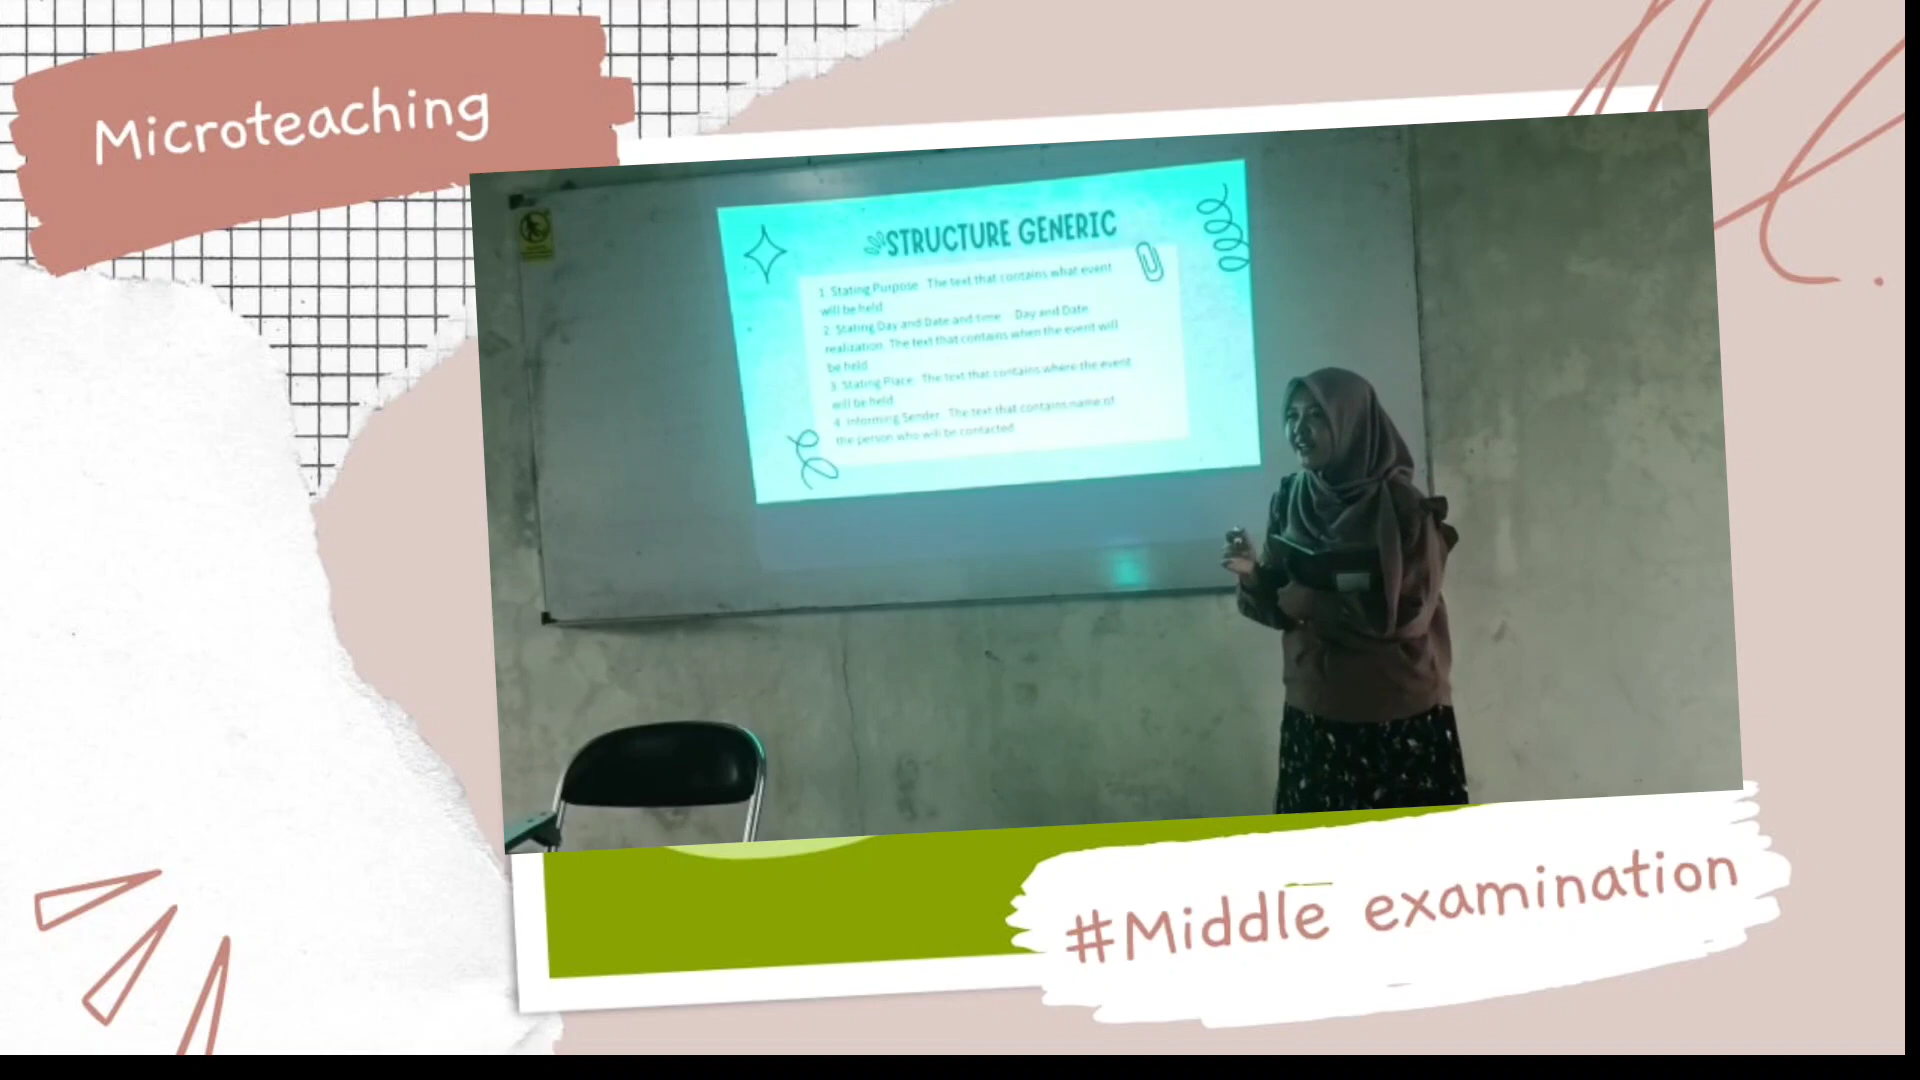 Microteaching
STRUCTURE GENERIC
1. Stating Purpose : The text that contains what event
will be held
2. Stating Day and Date and time : Day and Date
realization. The text that contains when the event will
be held
3. Stating Place : The text that contains where the event
will be held
4. Informing Sender : The text that contains name of
the person who will be contacted
#Middle examination